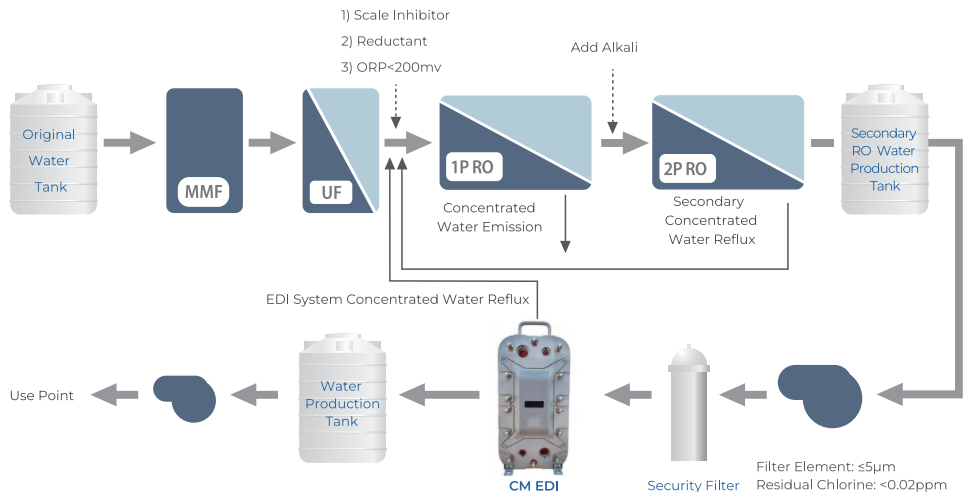 1) Scale Inhibitor
2) Reductant
3) ORP<200mv
Add Alkali
Original
Water
Tank
MMF
UF
1P RO
2P RO
Secondary
RO Water
Production
Tank
Concentrated
Water Emission
Secondary
Concentrated
Water Reflux
EDI System Concentrated Water Reflux
Use Point
Water
Production
Tank
CM EDI
Security Filter
Filter Element: ≤5μm
Residual Chlorine: <0.02ppm